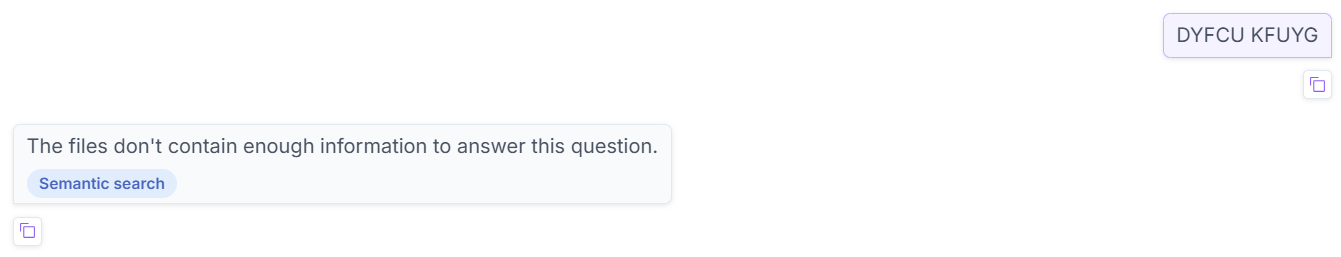 DYFCU KFUYG
The files don't contain enough information to answer this question.
Semantic search